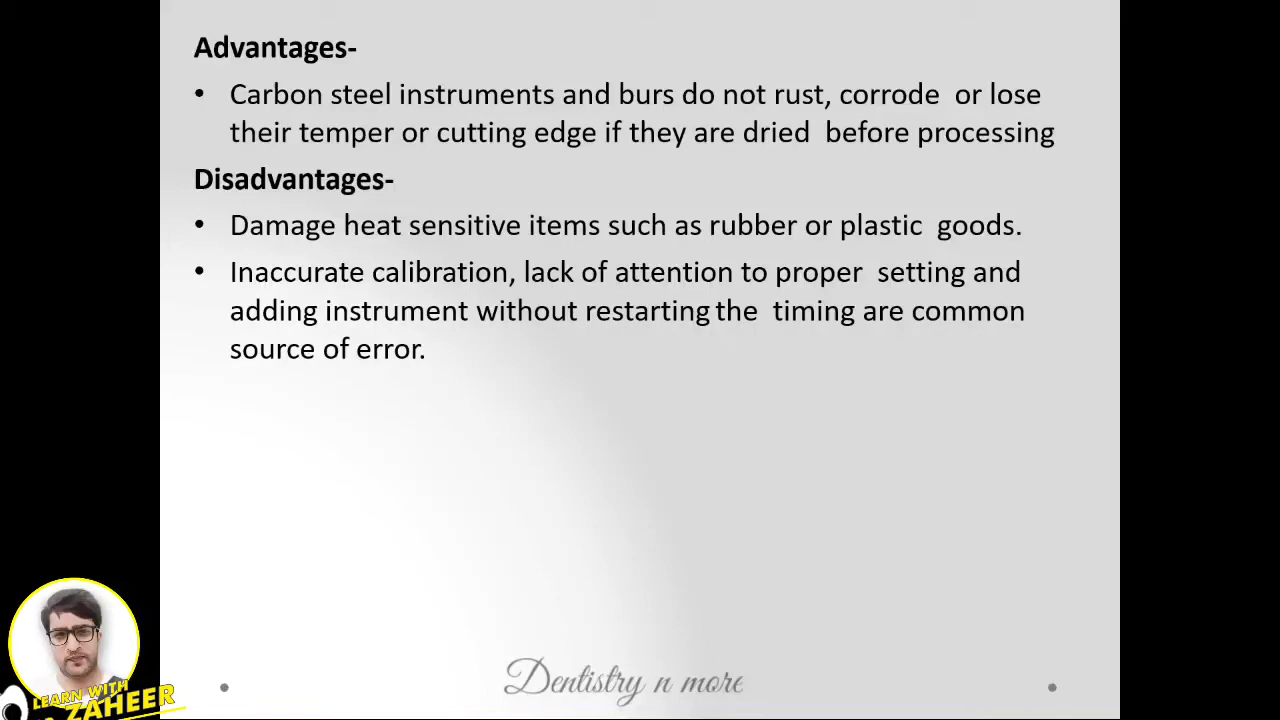 Advantages-
• Carbon steel instruments and burs do not rust, corrode or lose
their temper or cutting edge if they are dried before processing
Disadvantages-
• Damage heat sensitive items such as rubber or plastic goods.
• Inaccurate calibration, lack of attention to proper setting and
adding instrument without restarting the timing are common
source of error.
Dentistry n more
LEARN WITH
ZAHEER